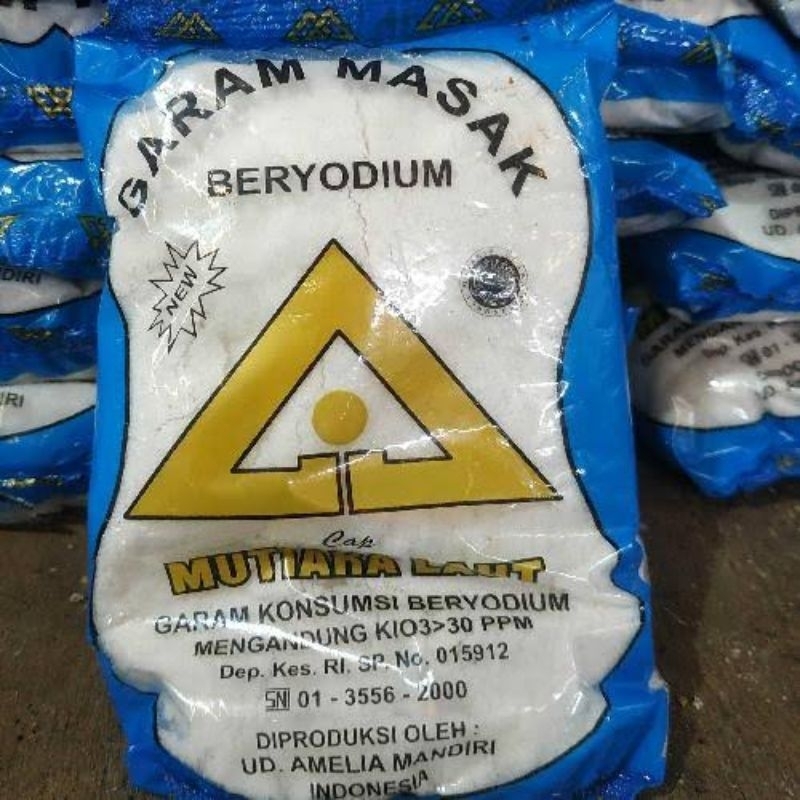 GARAM MASAK
BERYODIUM
NEW
Cap
MUTIARA LAUT
GARAM KONSUMSI BERYODIUM
MENGANDUNG KIO3>30 PPM
Dep. Kes. RI. SP. No. 015912
SNI 01 - 3556 - 2000
DIPRODUKSI OLEH :
UD. AMELIA MANDIRI
INDONESIA